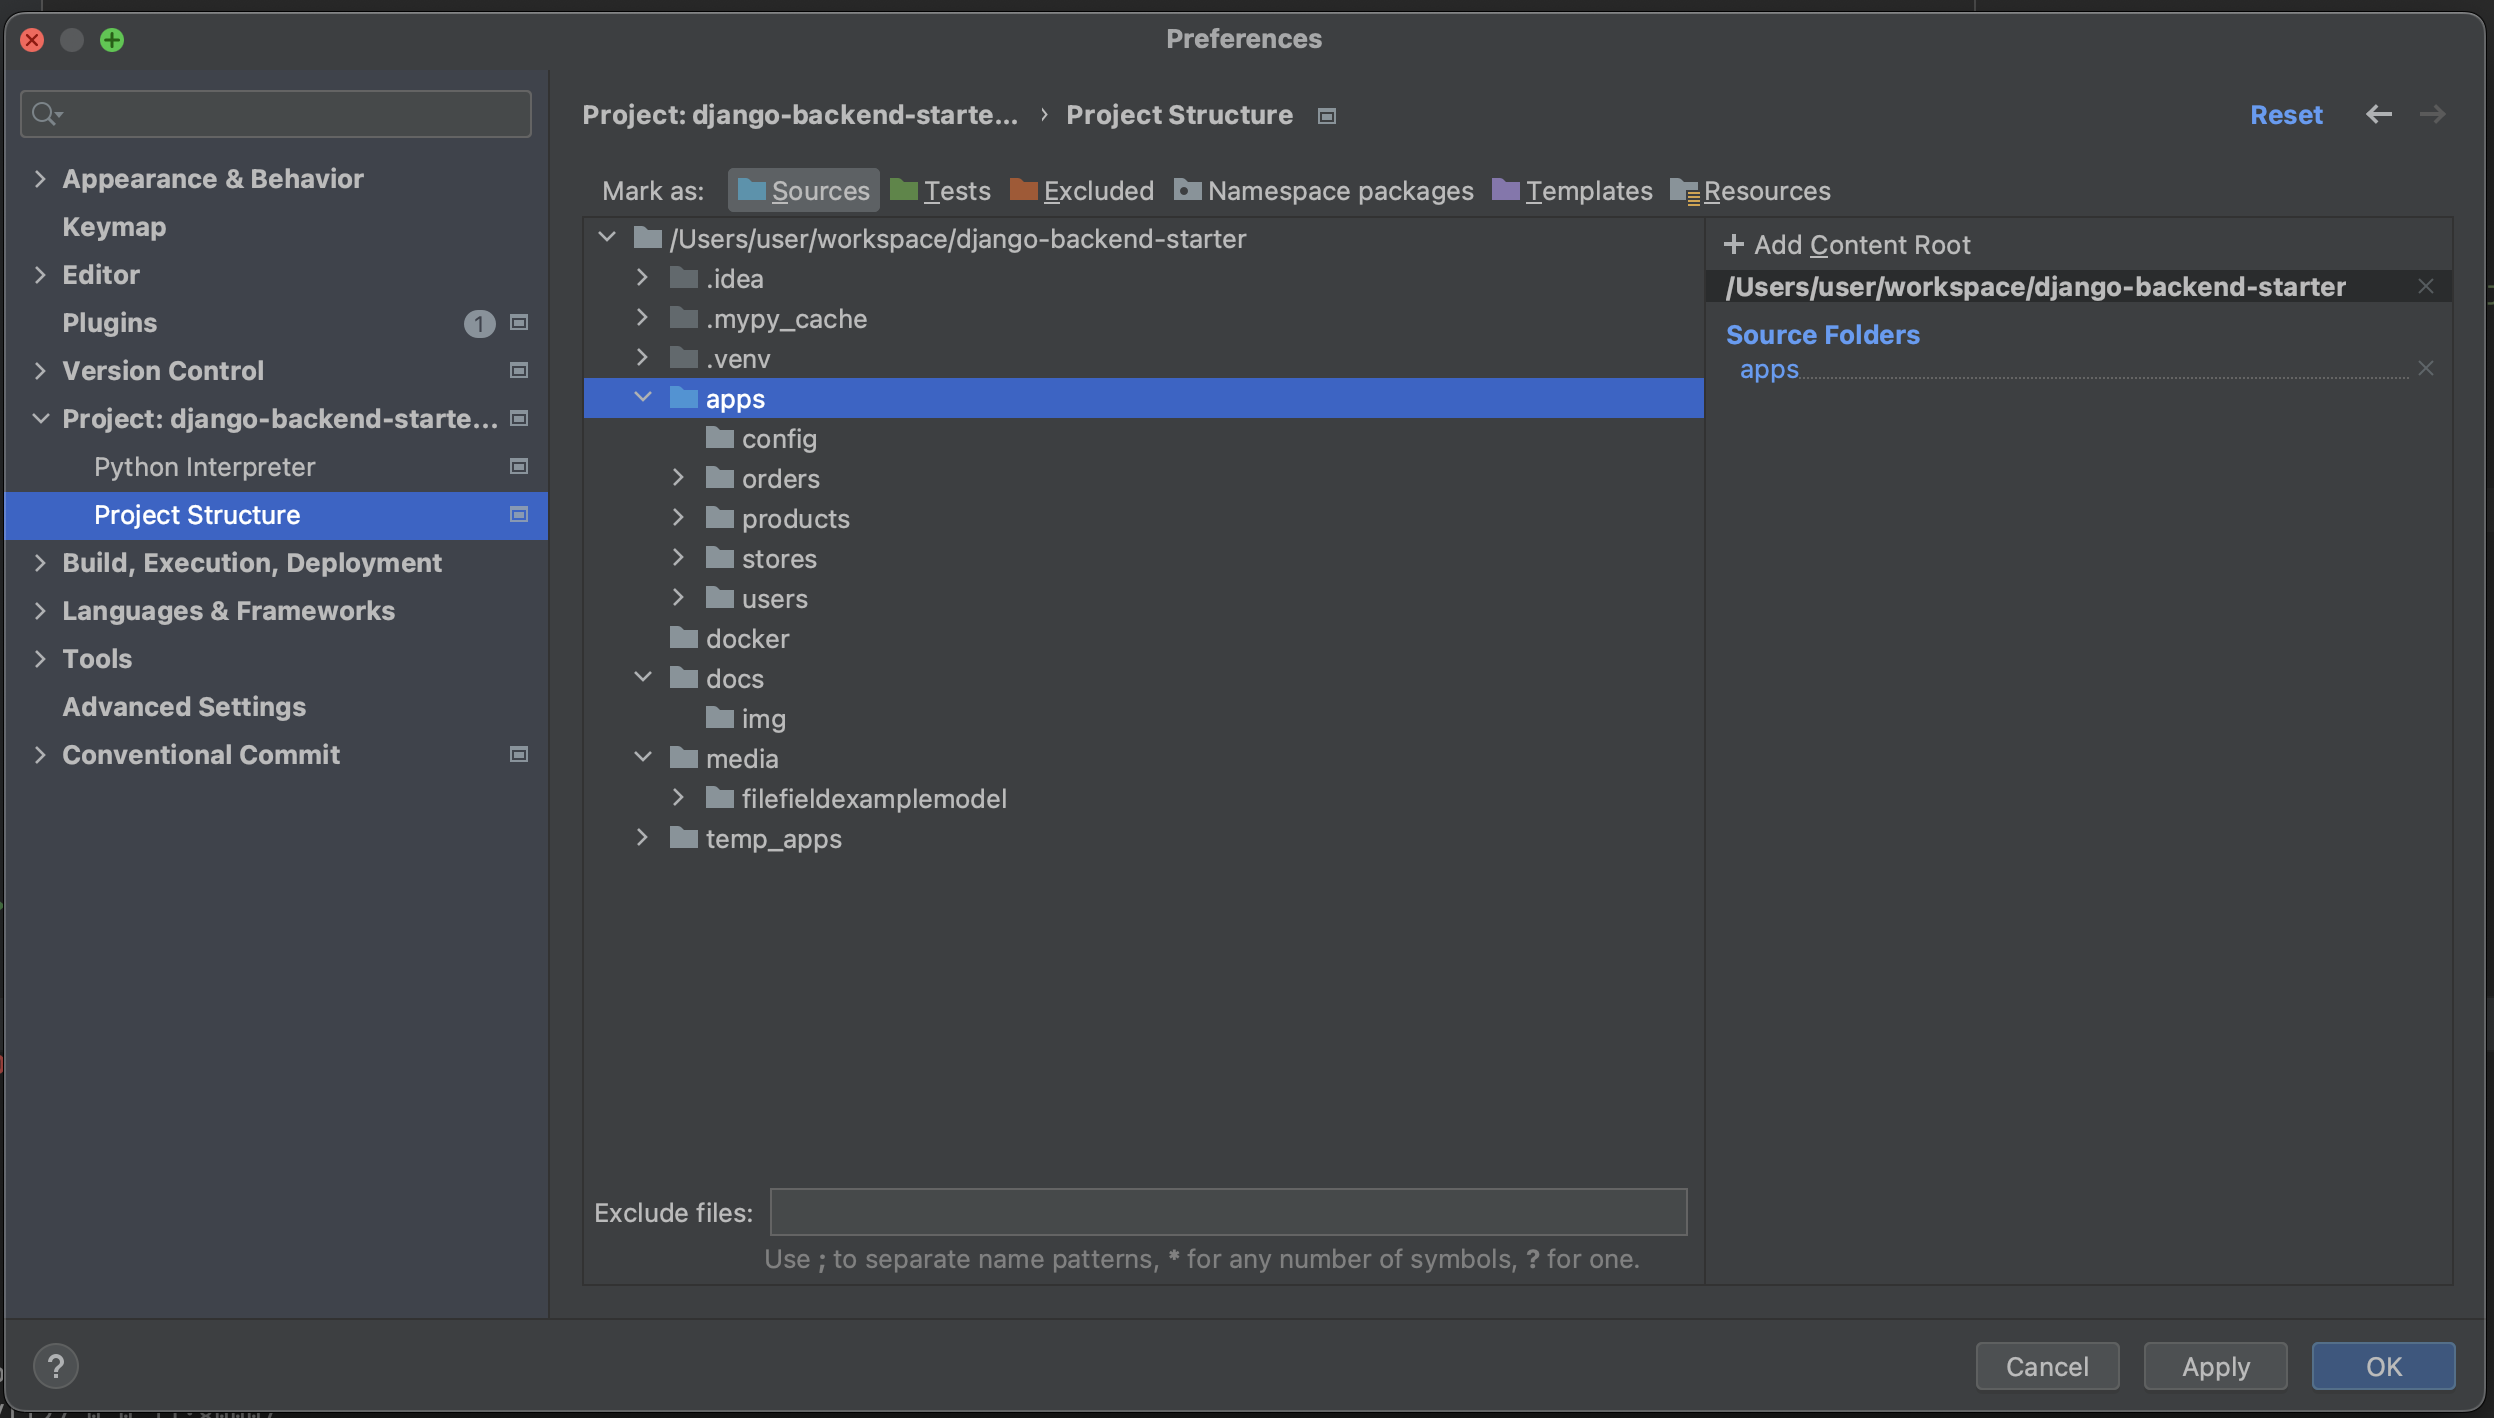 Preferences
Appearance & Behavior
Keymap
Editor
Plugins
1
Version Control
Project: django-backend-starte...
Python Interpreter
Project Structure
Build, Execution, Deployment
Languages & Frameworks
Tools
Advanced Settings
Conventional Commit
Project: django-backend-starte... › Project Structure
Reset
Mark as: Sources Tests Excluded Namespace packages Templates Resources
/Users/user/workspace/django-backend-starter
.idea
.mypy_cache
.venv
apps
config
orders
products
stores
users
docker
docs
img
media
filefieldexamplemodel
temp_apps
Exclude files:
Use ; to separate name patterns, * for any number of symbols, ? for one.
+ Add Content Root
/Users/user/workspace/django-backend-starter
Source Folders
apps
?
Cancel
Apply
OK